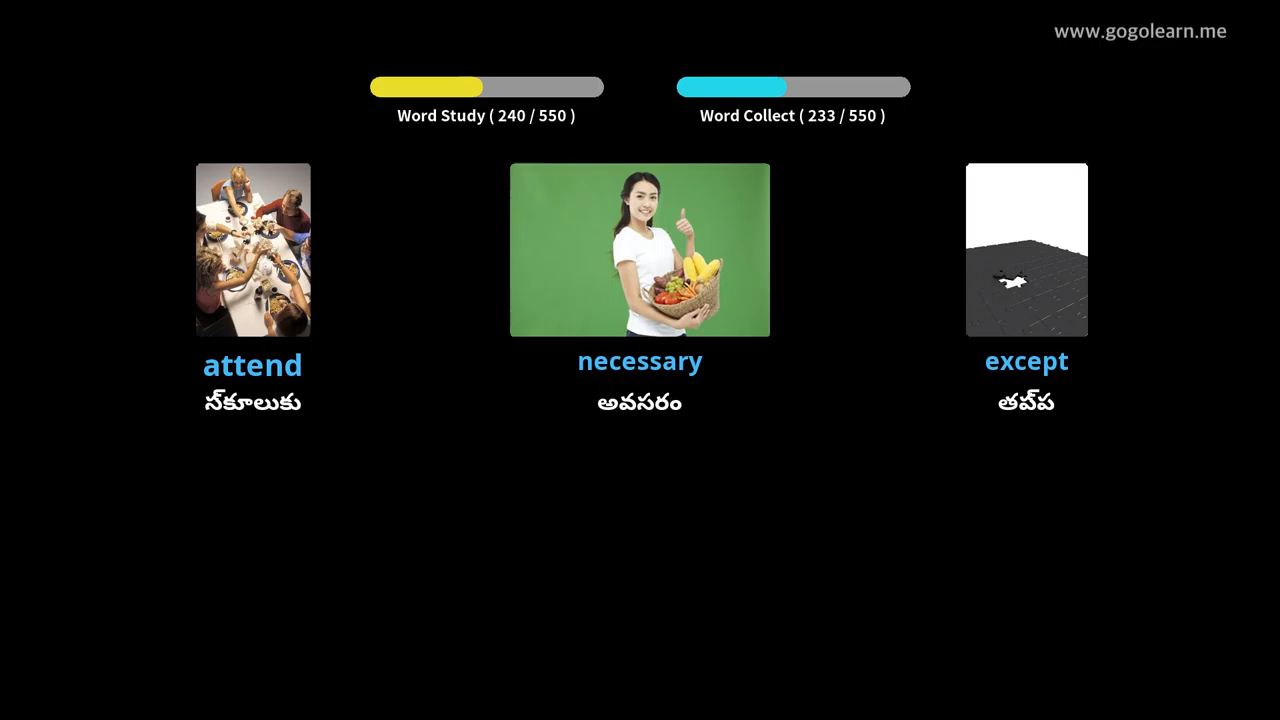 www.gogolearn.me
Word Study ( 240 / 550 )
Word Collect ( 233 / 550 )
attend
necessary
except
స్కూలుకు
అవసరం
తప్ప